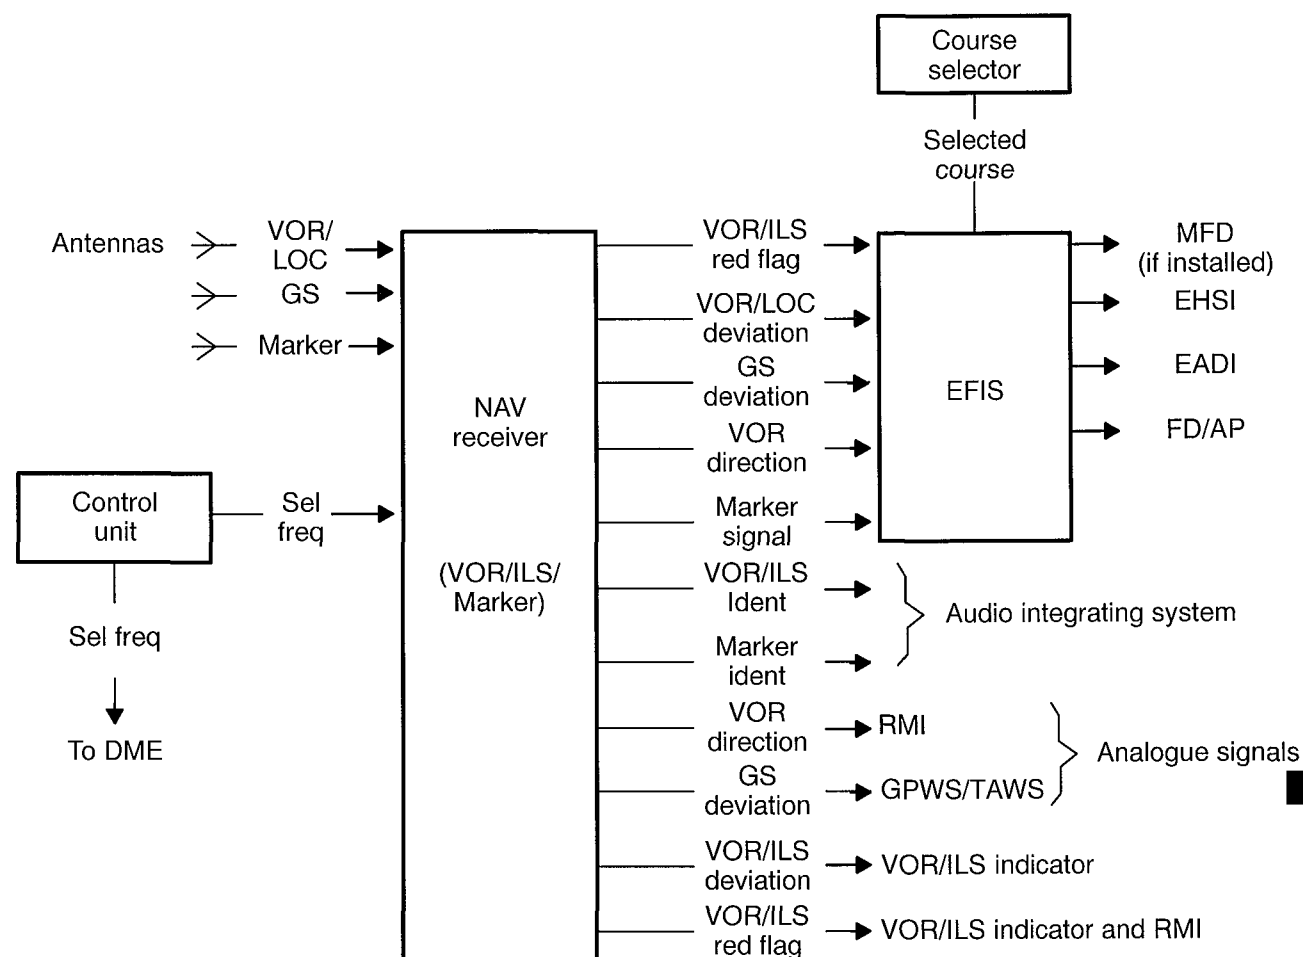 Course
selector
Selected
course
Antennas
VOR/
LOC
GS
Marker
NAV
receiver
(VOR/ILS/
Marker)
Control
unit
Sel
freq
Sel freq
To DME
VOR/ILS
red flag
VOR/LOC
deviation
GS
deviation
VOR
direction
Marker
signal
EFIS
MFD
(if installed)
EHSI
EADI
FD/AP
VOR/ILS
Ident
Marker
ident
Audio integrating system
VOR
direction
RMI
GS
deviation
GPWS/TAWS
Analogue signals
VOR/ILS
deviation
VOR/ILS indicator
VOR/ILS
red flag
VOR/ILS indicator and RMI